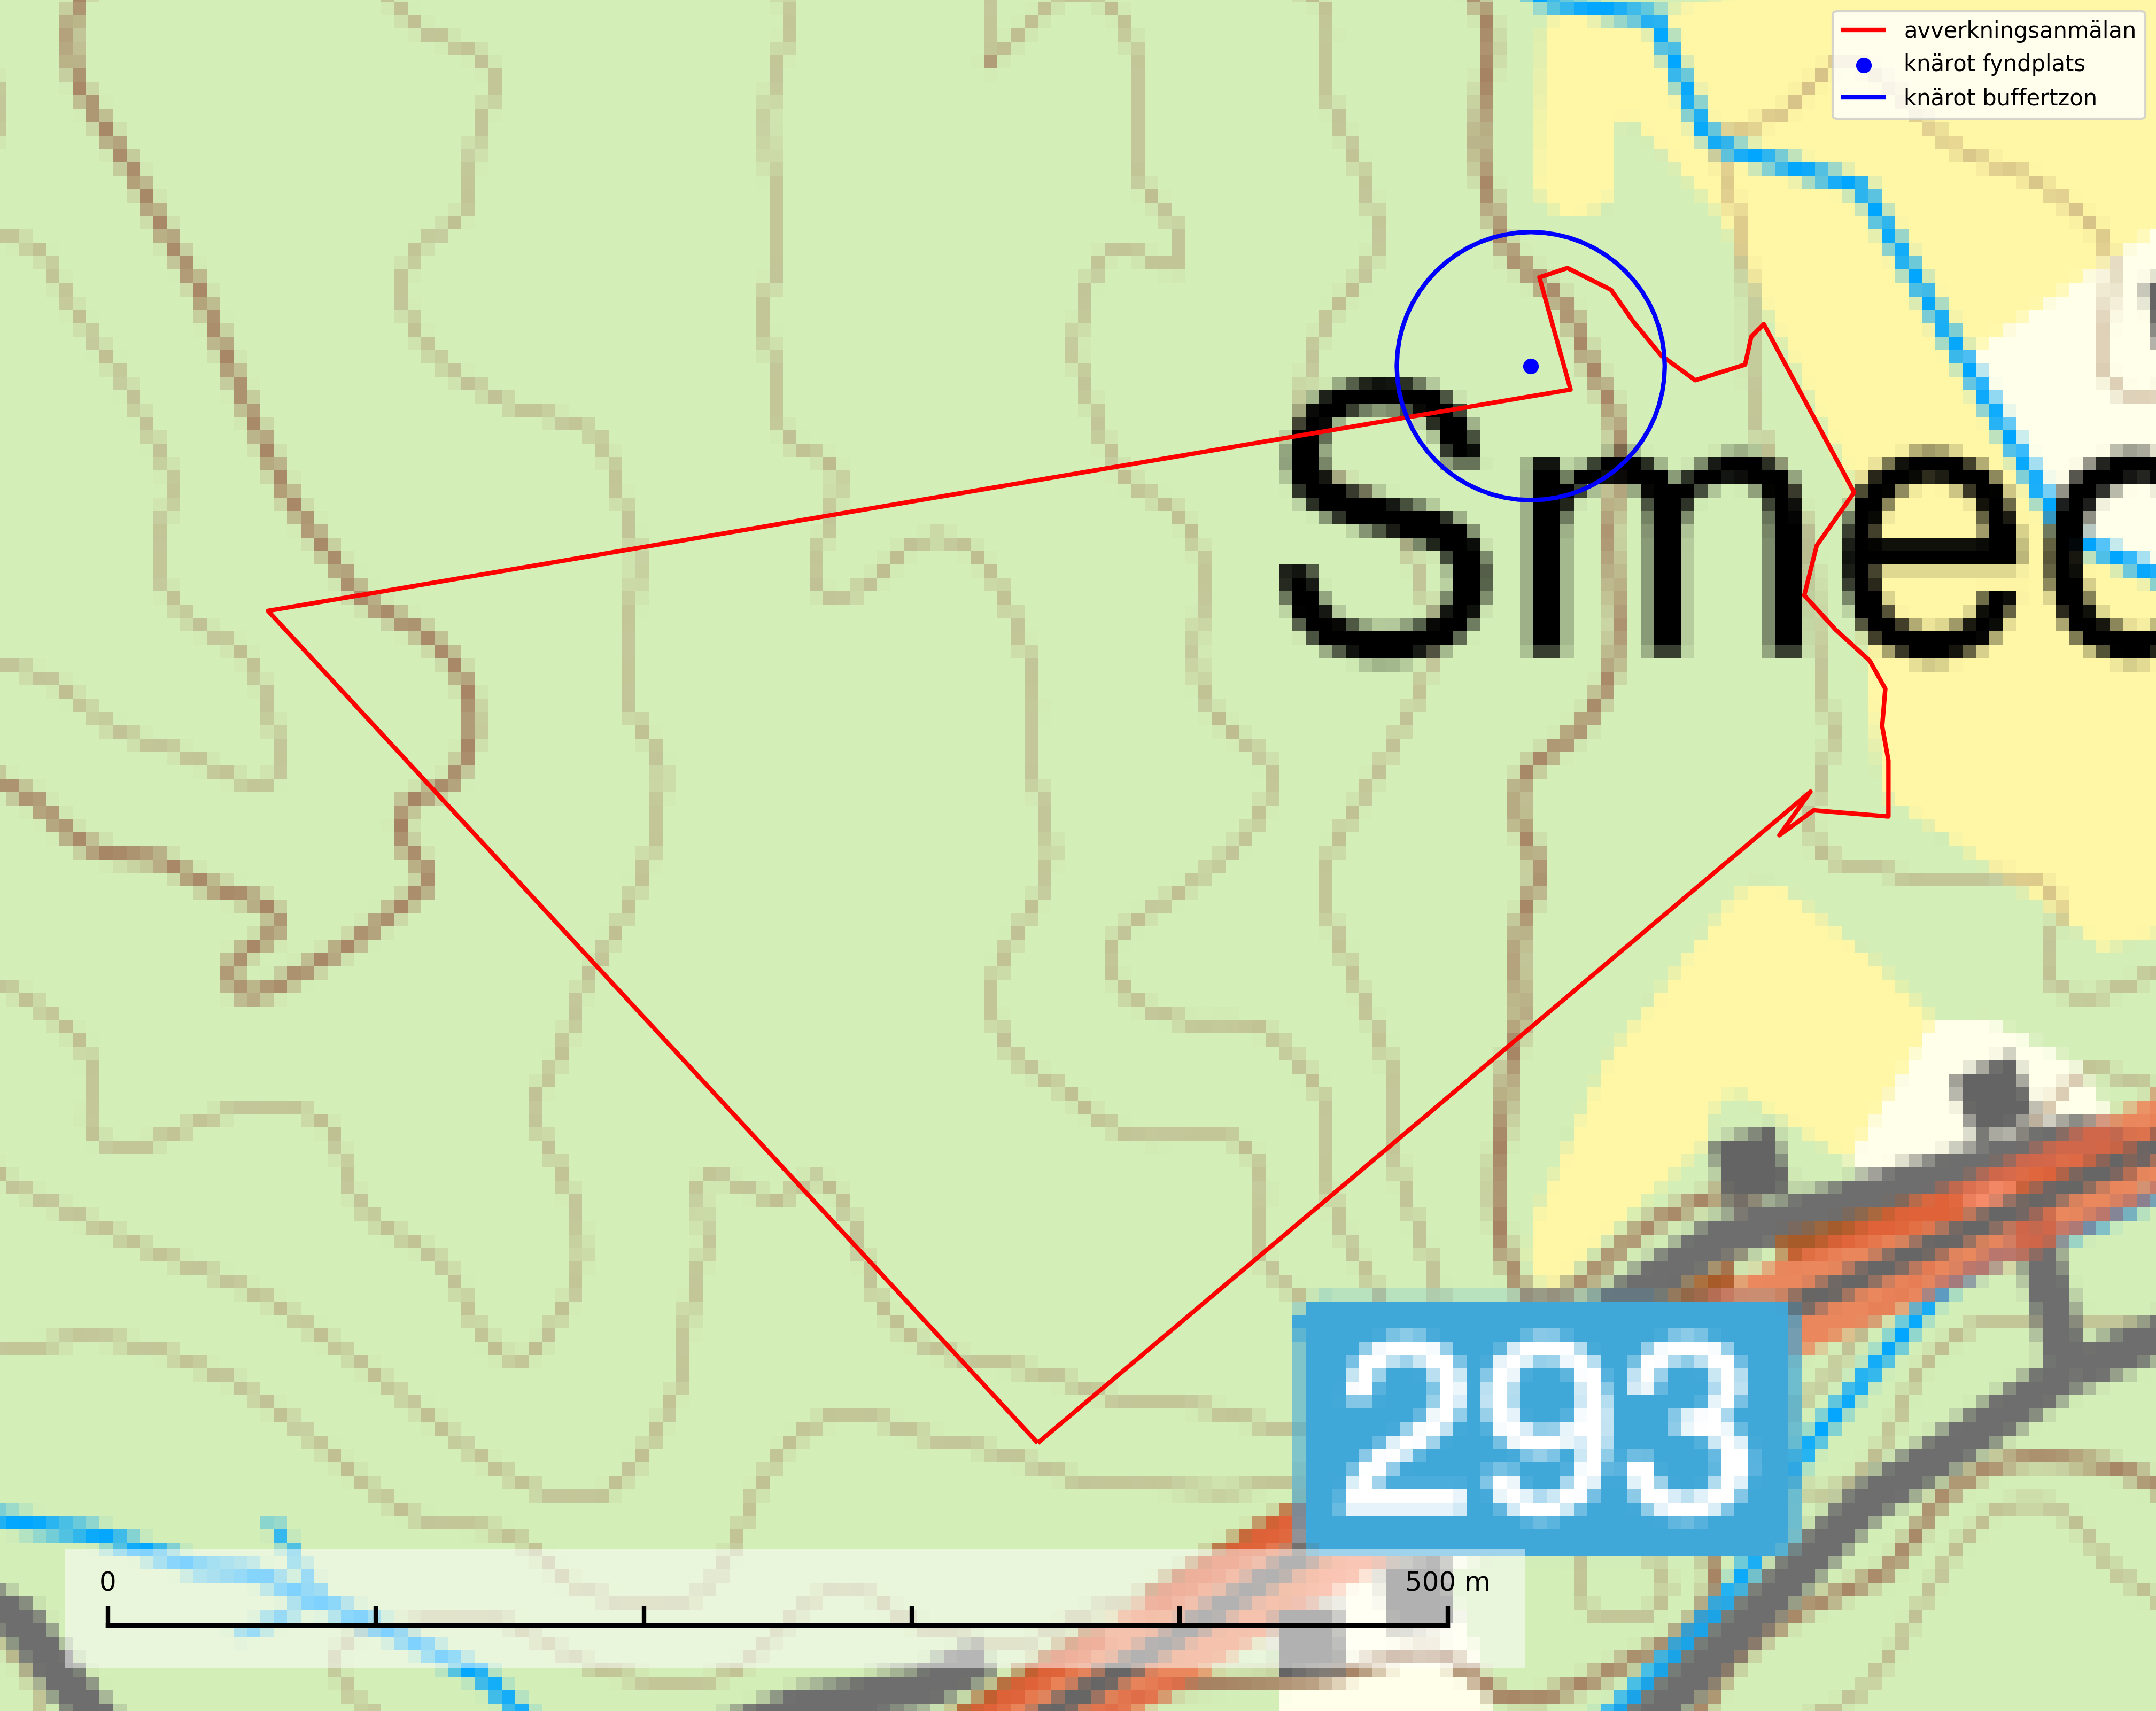 avverkningsanmälan
knärot fyndplats
knärot buffertzon
293
0 500 m